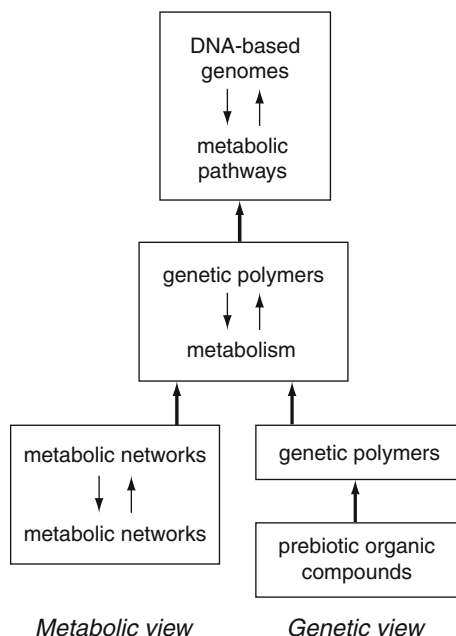 DNA-based
genomes
metabolic
pathways
genetic polymers
metabolism
metabolic networks
metabolic networks
genetic polymers
prebiotic organic
compounds
Metabolic view
Genetic view